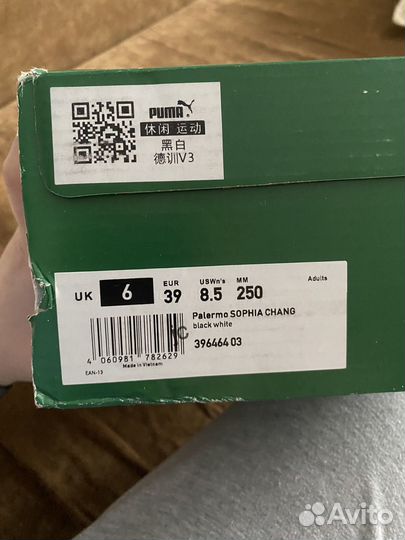 PUMA
休闲 运动
黑白
德训V3
UK 6 EUR 39 USWn's 8.5 MM 250 Adults
Palermo SOPHIA CHANG
black white
396464 03
C
4 060981 782629
Made in Vietnam
EAN-13
Avito